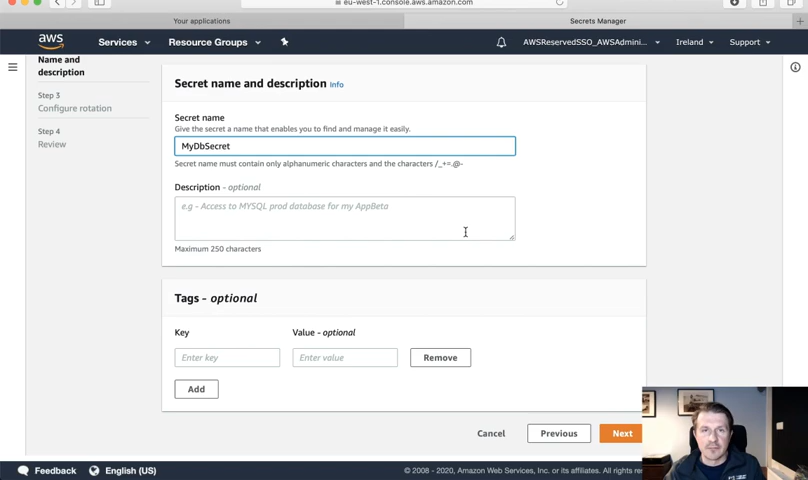 eu-west-1.console.aws.amazon.com
Your applications
Secrets Manager
aws
Services
Resource Groups
AWSReservedSSO_AWSAdmini...
Ireland
Support
Name and
description
Step 3
Configure rotation
Step 4
Review
Secret name and description Info
Secret name
Give the secret a name that enables you to find and manage it easily.
MyDbSecret
Secret name must contain only alphanumeric characters and the characters /_+=.@-
Description - optional
e.g - Access to MYSQL prod database for my AppBeta
Maximum 250 characters
Tags - optional
Key
Value - optional
Enter key
Enter value
Remove
Add
Cancel
Previous
Next
Feedback
English (US)
© 2008 - 2020, Amazon Web Services, Inc. or its affiliates. All rights res